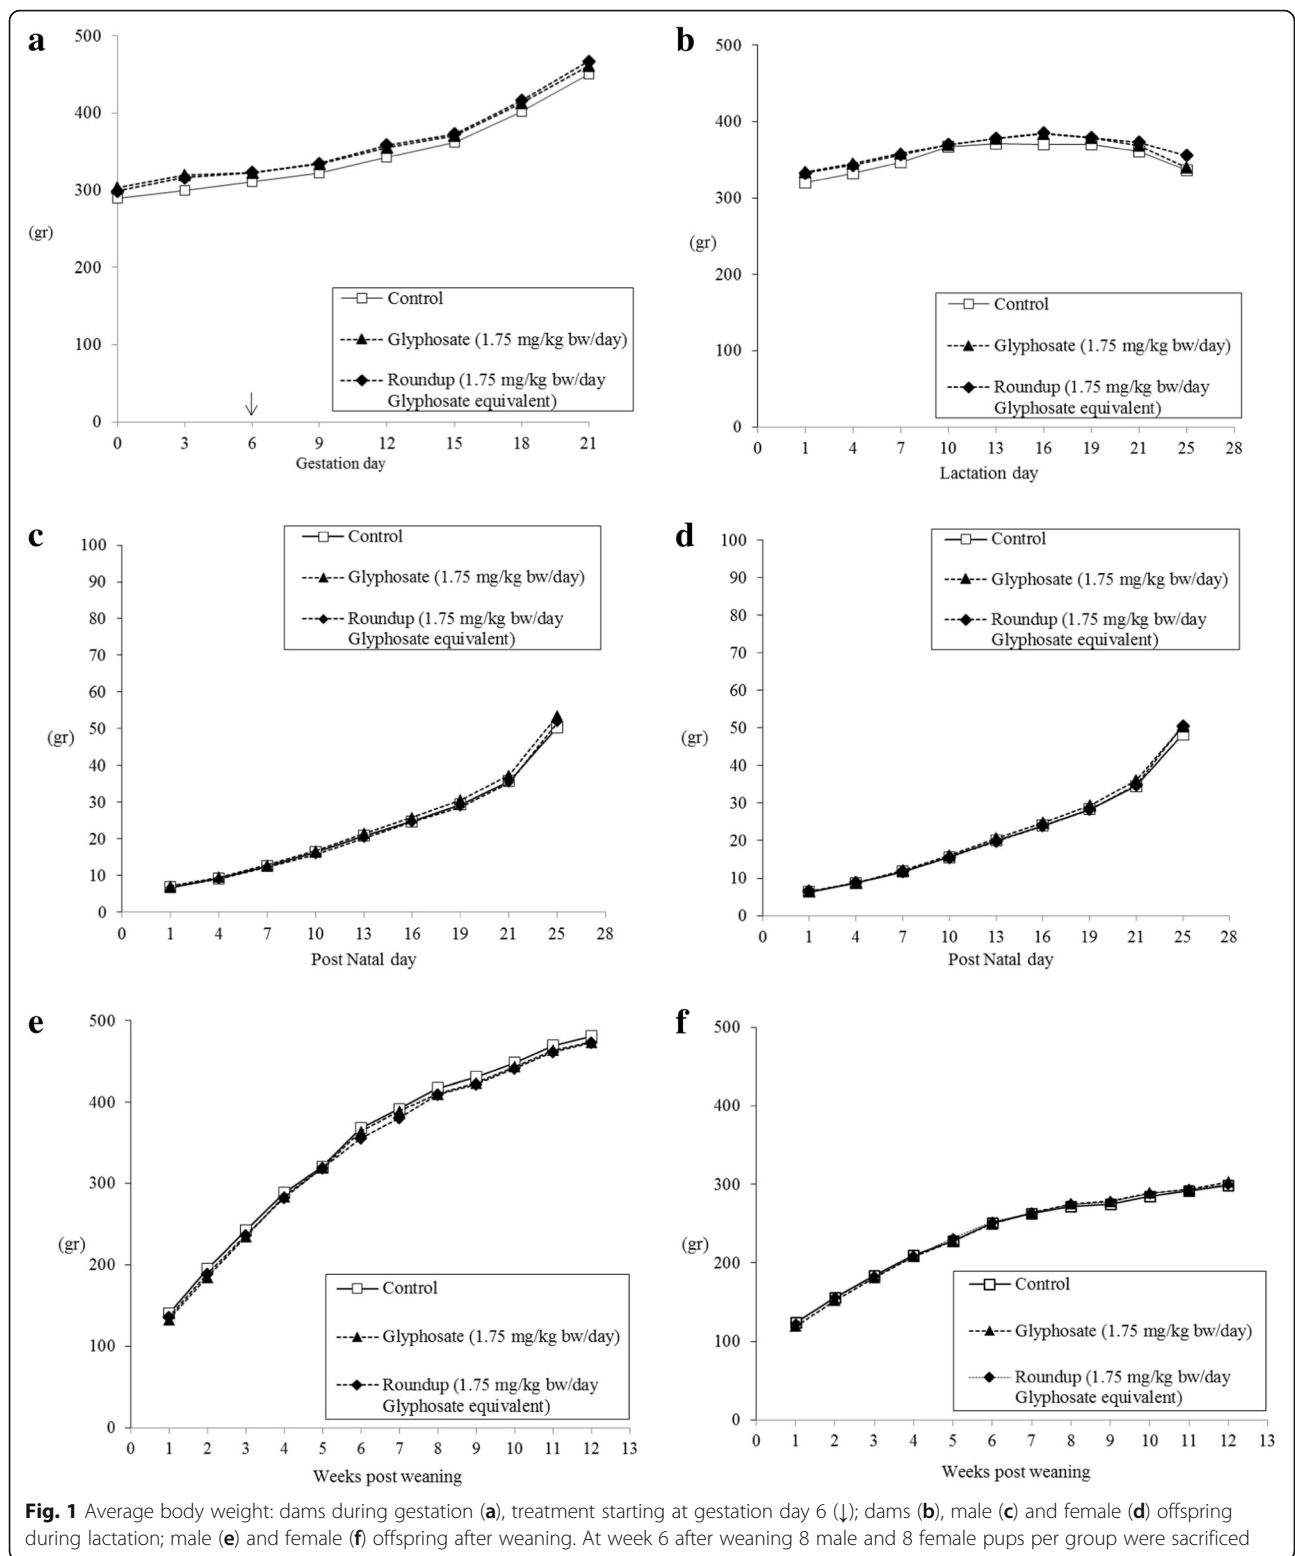 a
500
400
300
(gr)
200
100
0
0 3 6 9 12 15 18 21
Gestation day
Control
Glyphosate (1.75 mg/kg bw/day)
Roundup (1.75 mg/kg bw/day
Glyphosate equivalent)
b
500
400
300
(gr)
200
100
0
0 1 4 7 10 13 16 19 21 25 28
Lactation day
Control
Glyphosate (1.75 mg/kg bw/day)
Roundup (1.75 mg/kg bw/day
Glyphosate equivalent)
c
100
90
80
70
60
50
(gr)
40
30
20
10
0
0 1 4 7 10 13 16 19 21 25 28
Post Natal day
Control
Glyphosate (1.75 mg/kg bw/day)
Roundup (1.75 mg/kg bw/day
Glyphosate equivalent)
d
100
90
80
70
60
50
(gr)
40
30
20
10
0
0 1 4 7 10 13 16 19 21 25 28
Post Natal day
Control
Glyphosate (1.75 mg/kg bw/day)
Roundup (1.75 mg/kg bw/day
Glyphosate equivalent)
e
500
400
300
(gr)
200
100
0
0 1 2 3 4 5 6 7 8 9 10 11 12 13
Weeks post weaning
Control
Glyphosate (1.75 mg/kg bw/day)
Roundup (1.75 mg/kg bw/day
Glyphosate equivalent)
f
500
400
300
(gr)
200
100
0
0 1 2 3 4 5 6 7 8 9 10 11 12 13
Weeks post weaning
Control
Glyphosate (1.75 mg/kg bw/day)
Roundup (1.75 mg/kg bw/day
Glyphosate equivalent)
Fig. 1 Average body weight: dams during gestation (a), treatment starting at gestation day 6 (↓); dams (b), male (c) and female (d) offspring
during lactation; male (e) and female (f) offspring after weaning. At week 6 after weaning 8 male and 8 female pups per group were sacrificed